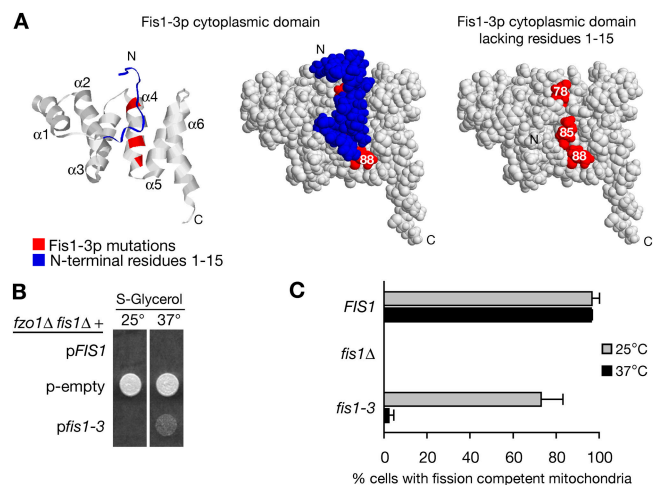 A
Fis1-3p cytoplasmic domain
Fis1-3p cytoplasmic domain
lacking residues 1-15
N
α2
α4
α6
α1
α3
α5
C
N
88
C
78
85
N
88
C
Fis1-3p mutations
N-terminal residues 1-15
B
S-Glycerol
fzo1Δ fis1Δ +
25° 37°
pFIS1
p-empty
pfis1-3
C
FIS1
fis1Δ
fis1-3
25°C
37°C
0 20 40 60 80 100
% cells with fission competent mitochondria